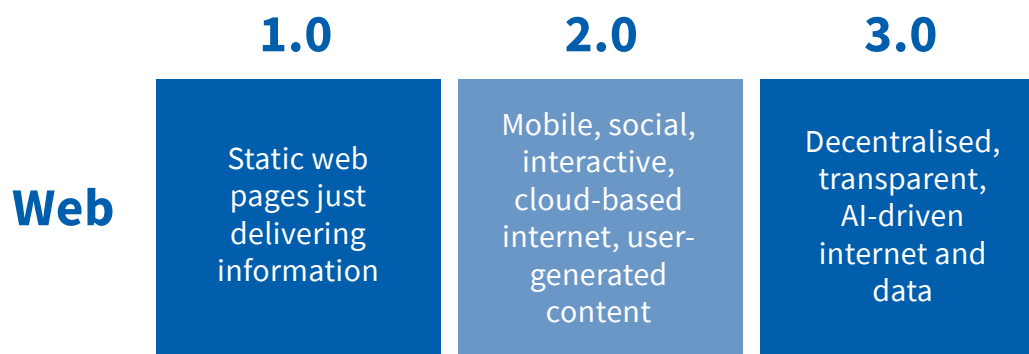 1.0
2.0
3.0
Web
Static web
pages just
delivering
information
Mobile, social,
interactive,
cloud-based
internet, user-
generated
content
Decentralised,
transparent,
AI-driven
internet and
data